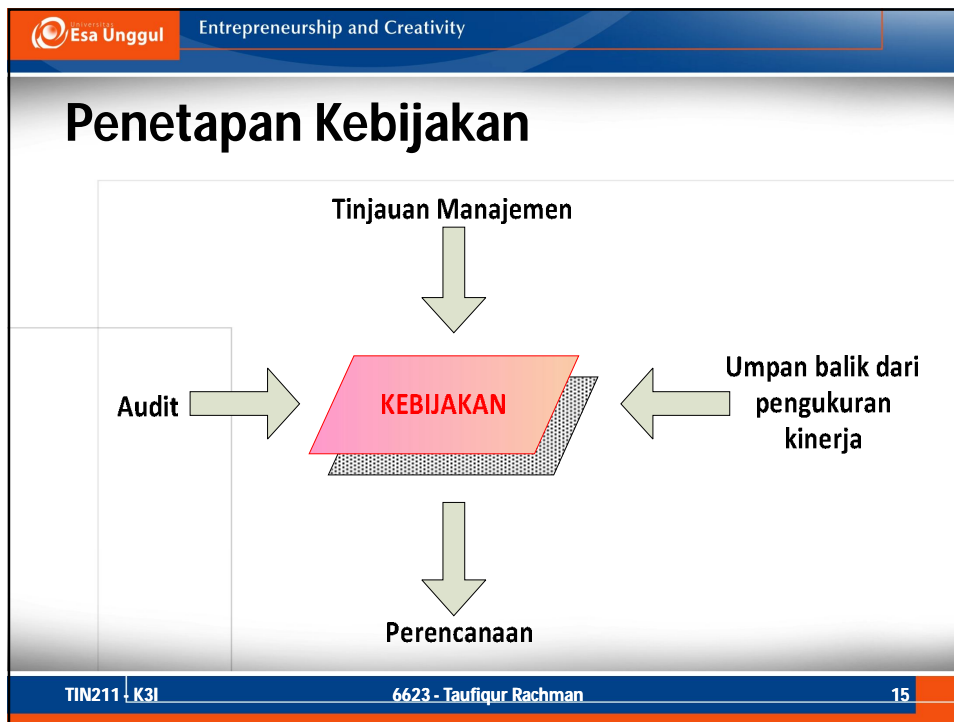 Universitas
Esa Unggul
Entrepreneurship and Creativity
Penetapan Kebijakan
Tinjauan Manajemen
Audit
KEBIJAKAN
Umpan balik dari
pengukuran
kinerja
Perencanaan
TIN211 - K3I
6623 - Taufiqur Rachman
15